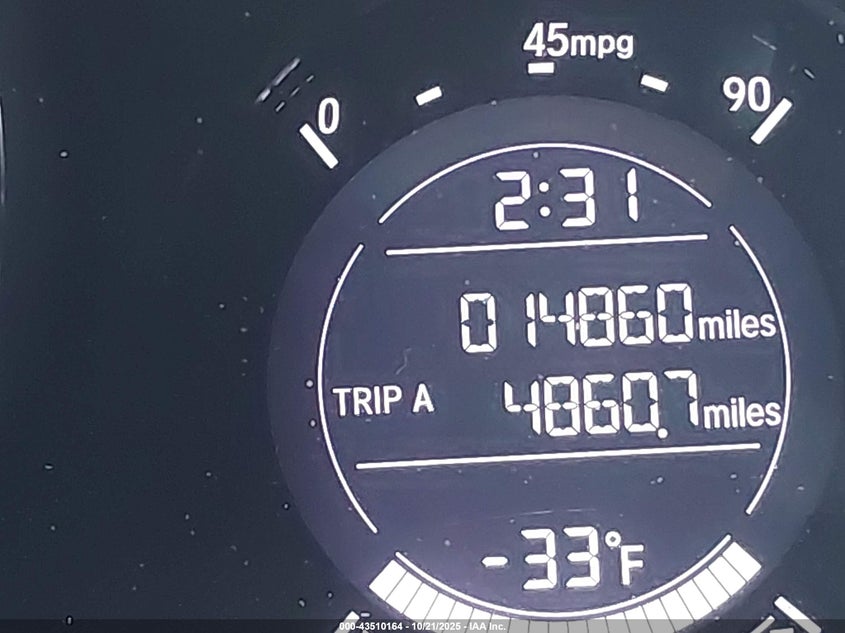 45mpg
0
90
2:31
014860miles
TRIP A 4860.7miles
-33°F
000-43510164 - 10/21/2025 - IAA Inc.